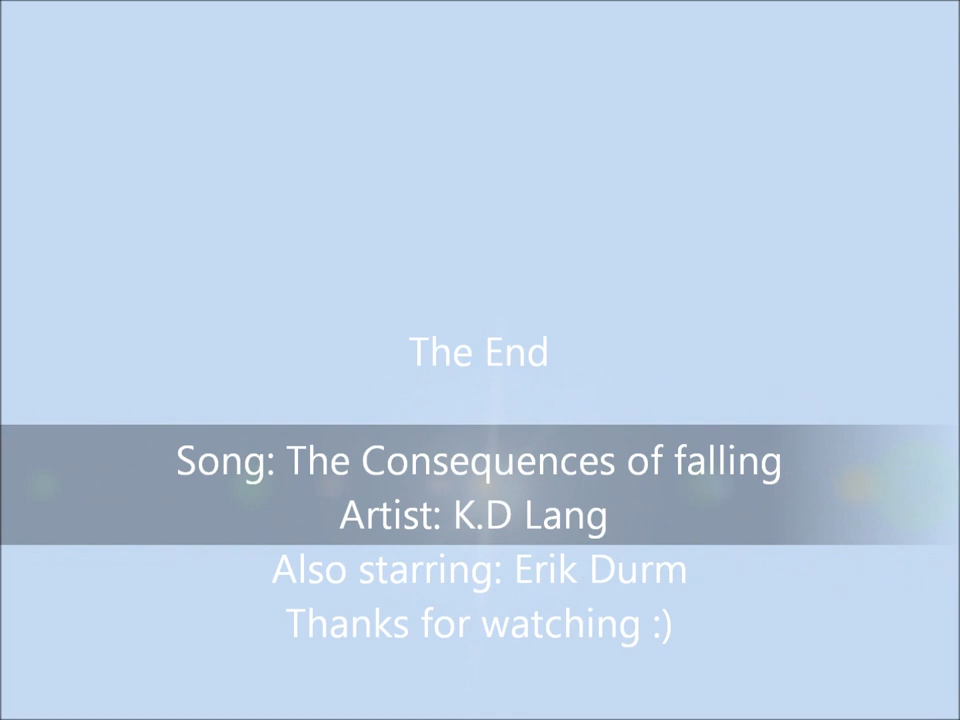 The End
Song: The Consequences of falling
Artist: K.D Lang
Also starring: Erik Durm
Thanks for watching :)